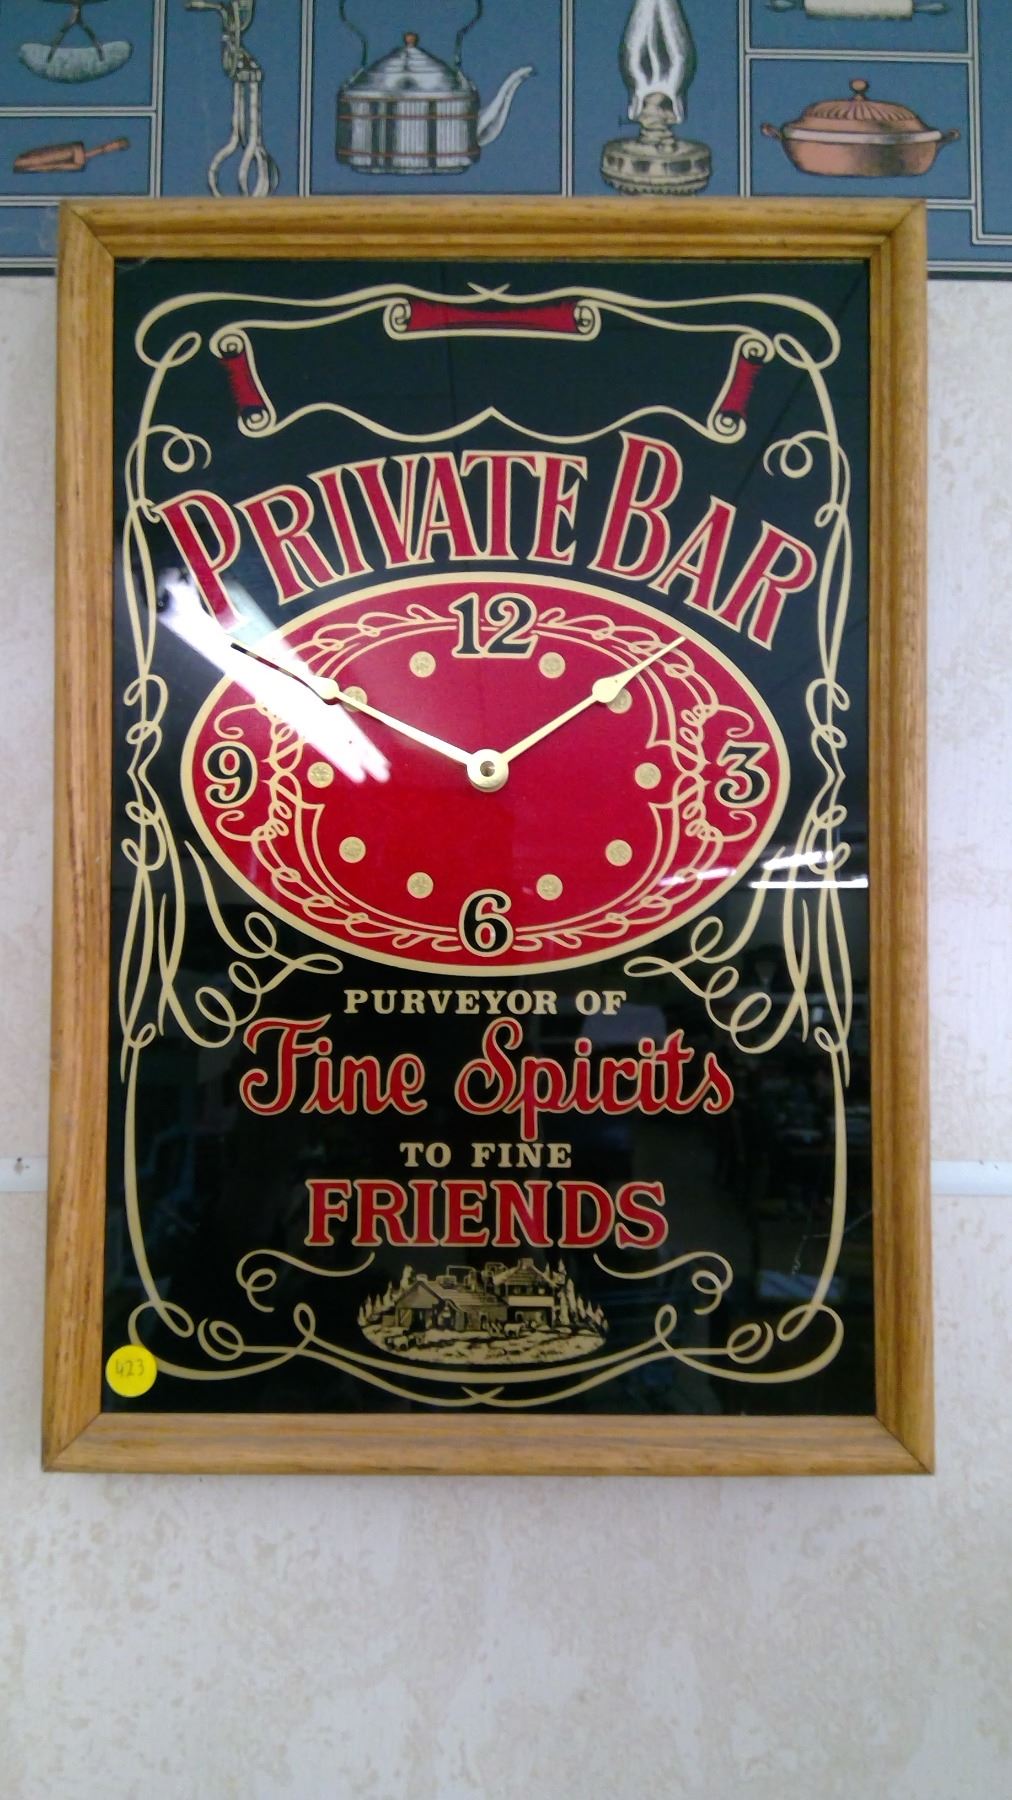 PRIVATE BAR
12
9
3
6
PURVEYOR OF
Fine Spirits
TO FINE
FRIENDS
423